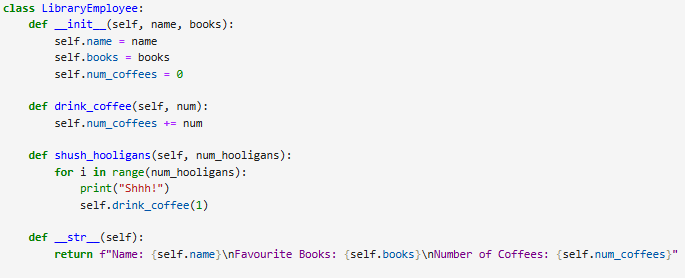 class LibraryEmployee:
    def __init__(self, name, books):
        self.name = name
        self.books = books
        self.num_coffees = 0

    def drink_coffee(self, num):
        self.num_coffees += num

    def shush_hooligans(self, num_hooligans):
        for i in range(num_hooligans):
            print("Shhh!")
            self.drink_coffee(1)

    def __str__(self):
        return f"Name: {self.name}\nFavourite Books: {self.books}\nNumber of Coffees: {self.num_coffees}"